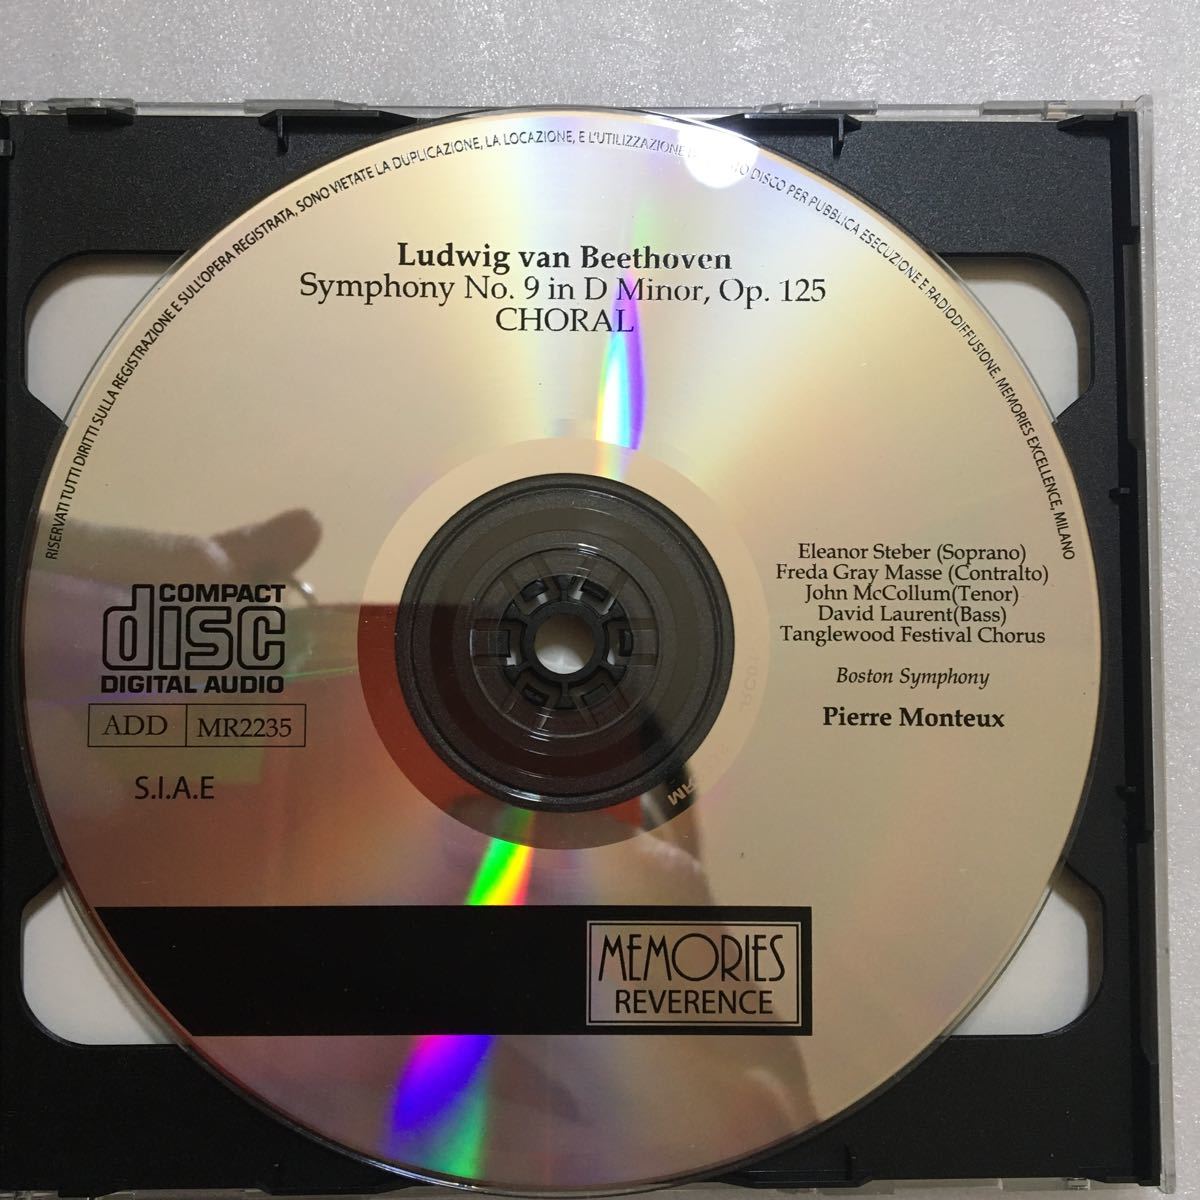 RISERVATI TUTTI DIRITTI SULLA REGISTRAZIONE E SULL'OPERA REGISTRATA, SONO VIETATE LA DUPLICAZIONE, LA LOCAZIONE, E L'UTILIZZAZIONE DISCO PER PUBBLICA ESECUZIONE E RADIODIFFUSIONE. MEMORIES EXCELLENCE, MILANO
Ludwig van Beethoven
Symphony No. 9 in D Minor, Op. 125
CHORAL
Eleanor Steber (Soprano)
Freda Gray Masse (Contralto)
John McCollum(Tenor)
David Laurent(Bass)
Tanglewood Festival Chorus
Boston Symphony
Pierre Monteux
COMPACT
disc
DIGITAL AUDIO
ADD MR2235
S.I.A.E
MEMORIES
REVERENCE